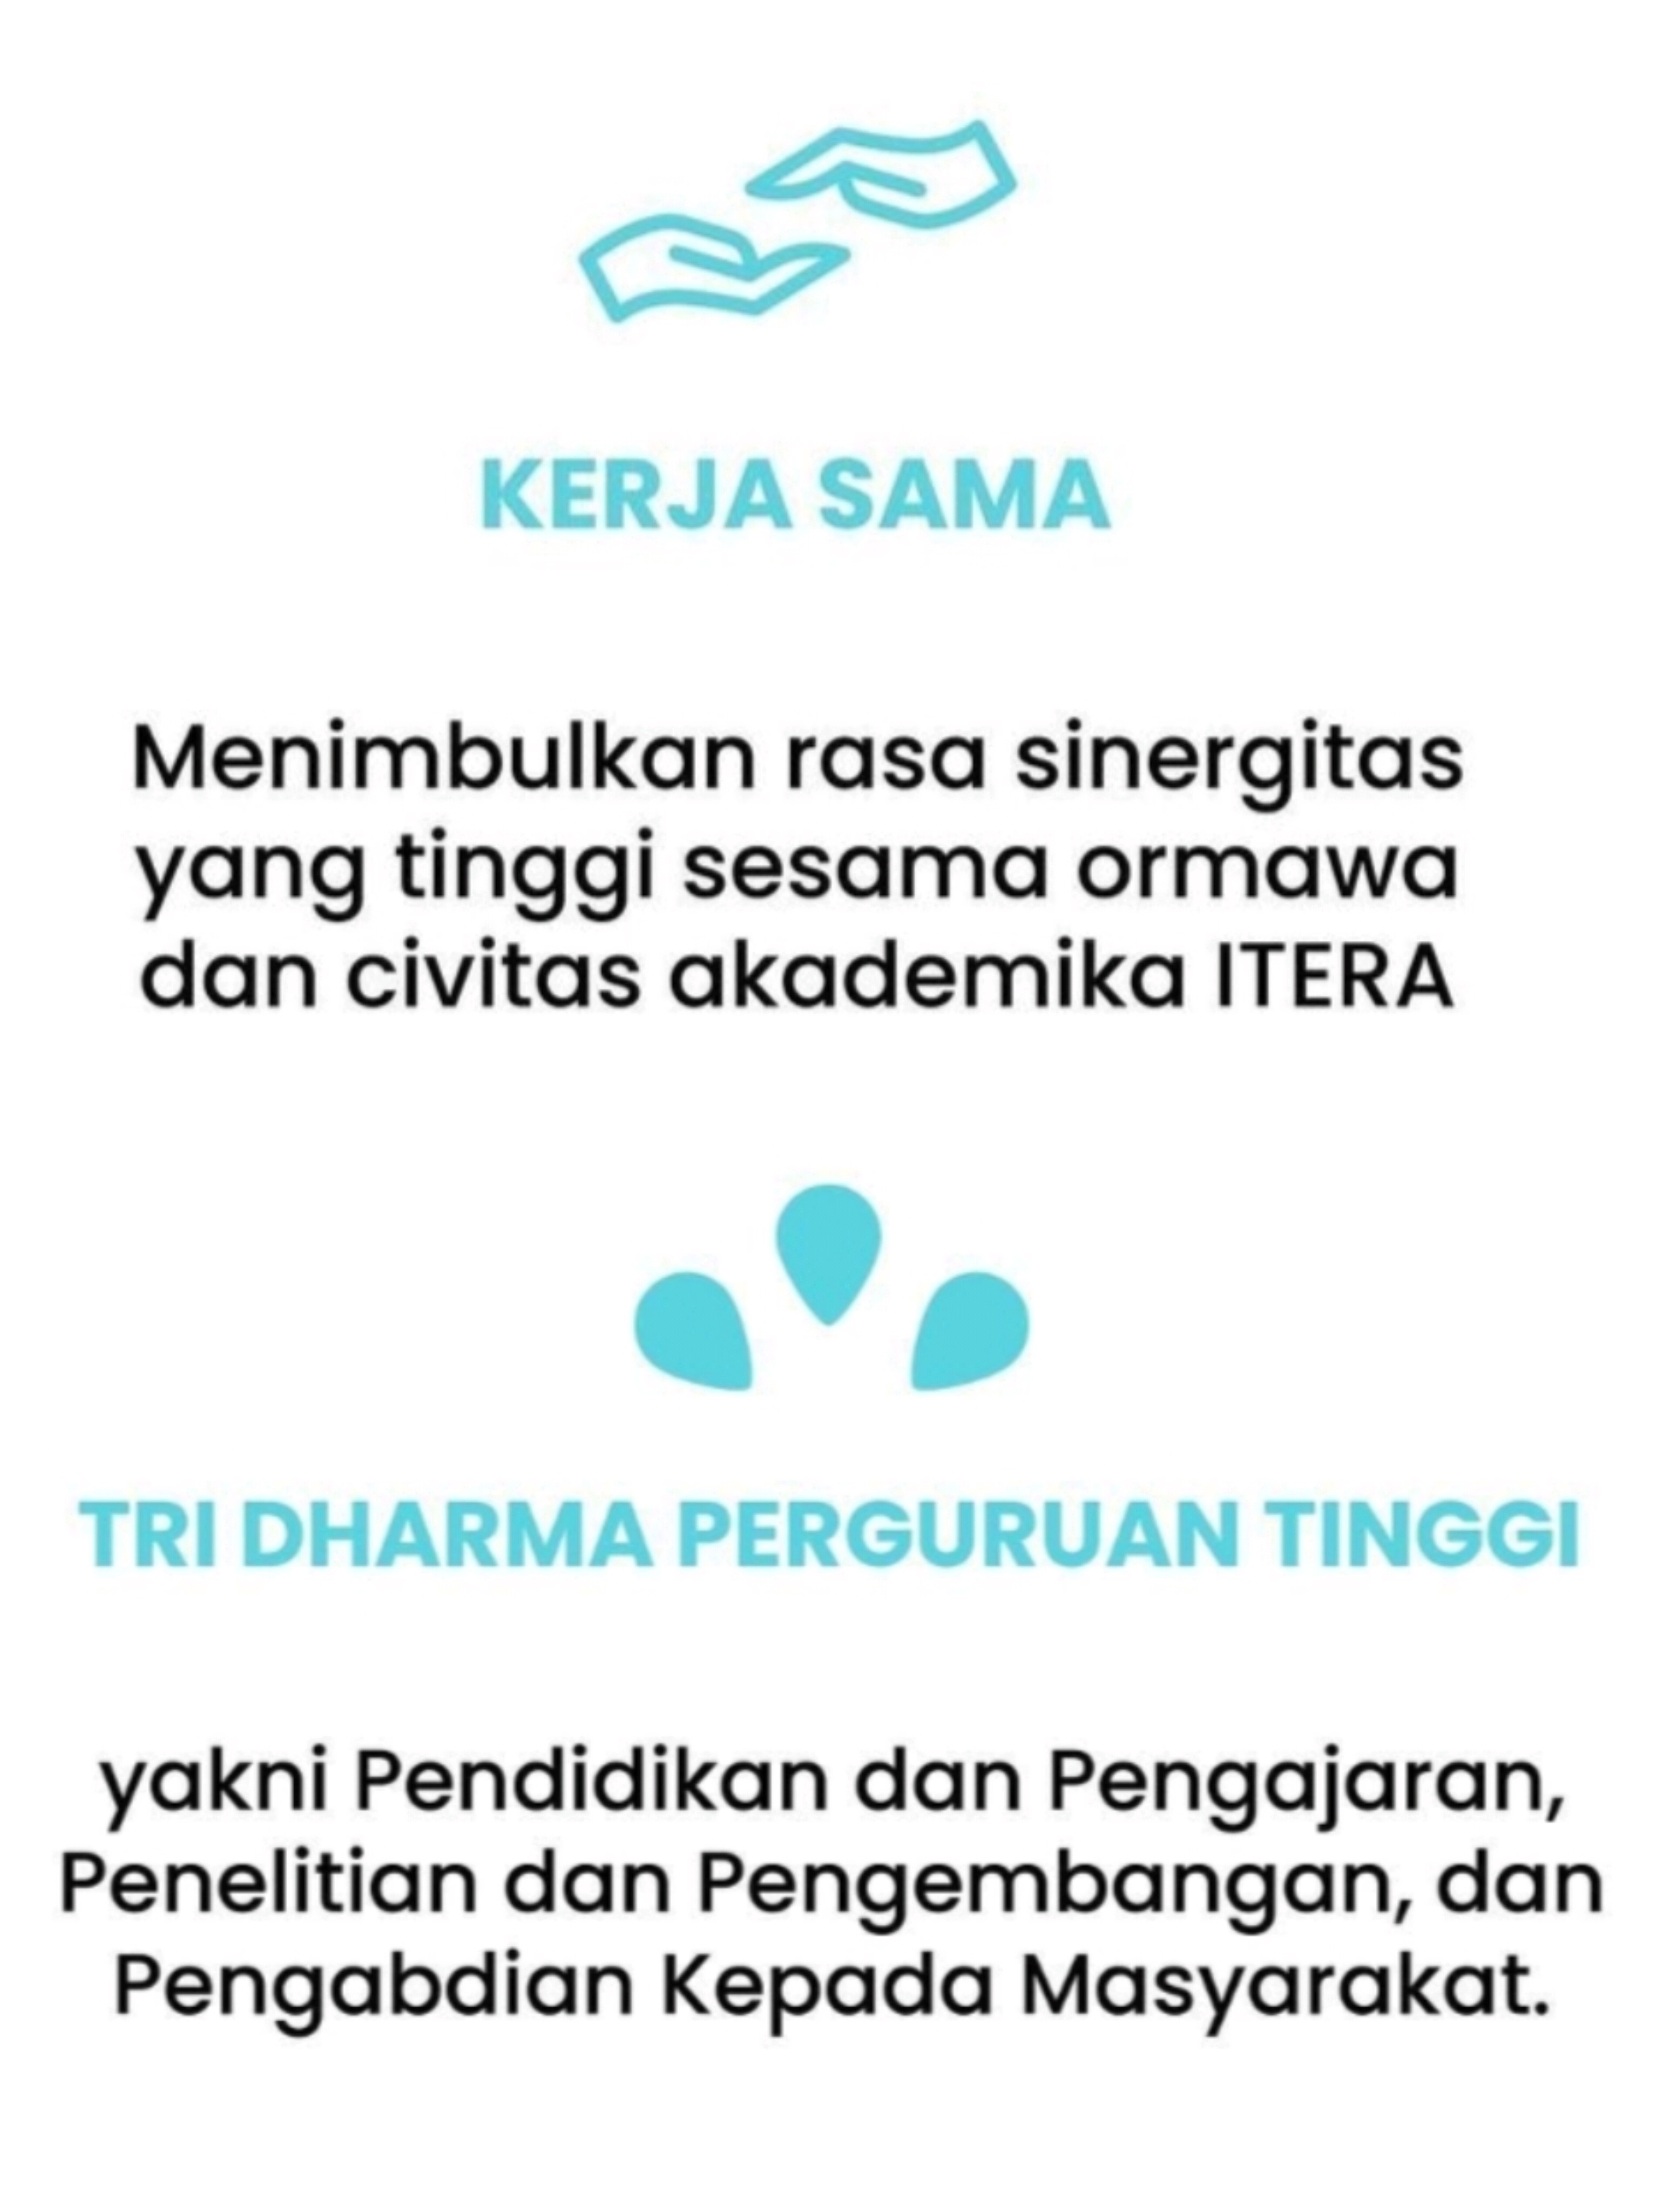 KERJA SAMA
Menimbulkan rasa sinergitas
yang tinggi sesama ormawa
dan civitas akademika ITERA
TRI DHARMA PERGURUAN TINGGI
yakni Pendidikan dan Pengajaran,
Penelitian dan Pengembangan, dan
Pengabdian Kepada Masyarakat.